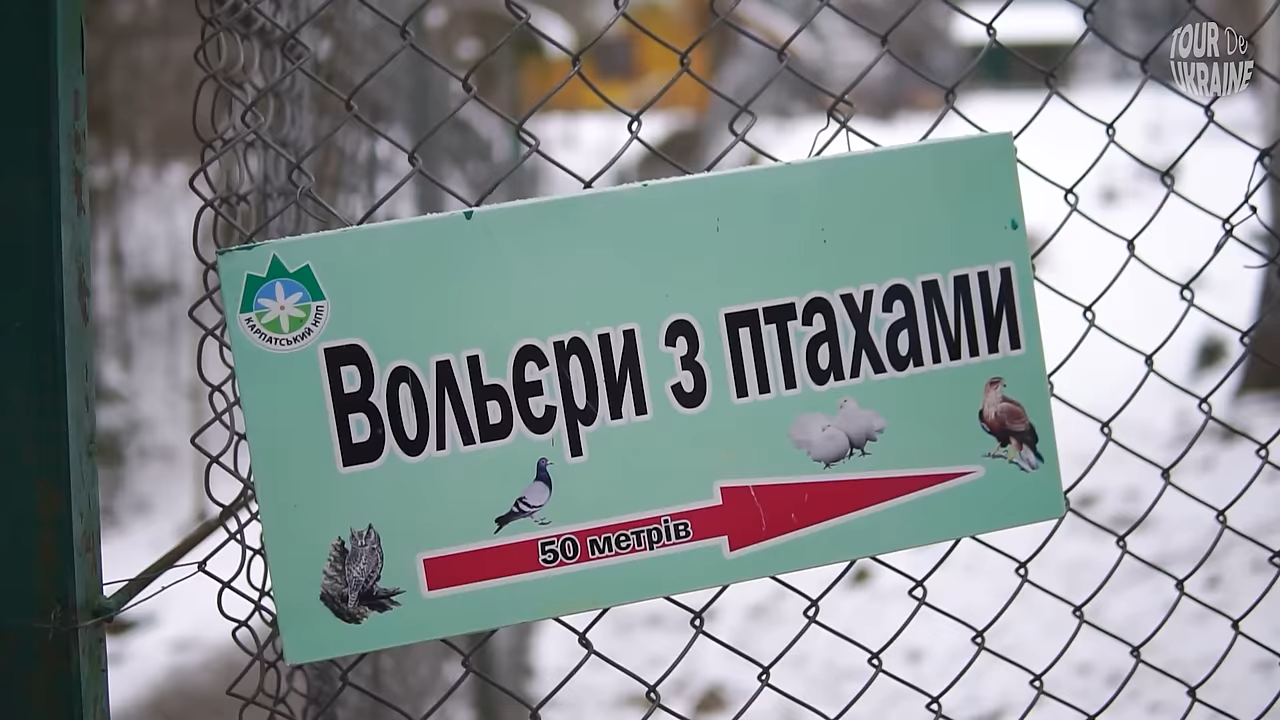 TOUR De
UKRAINE
КАРПАТСЬКИЙ НПП
Вольєри з птахами
50 метрів